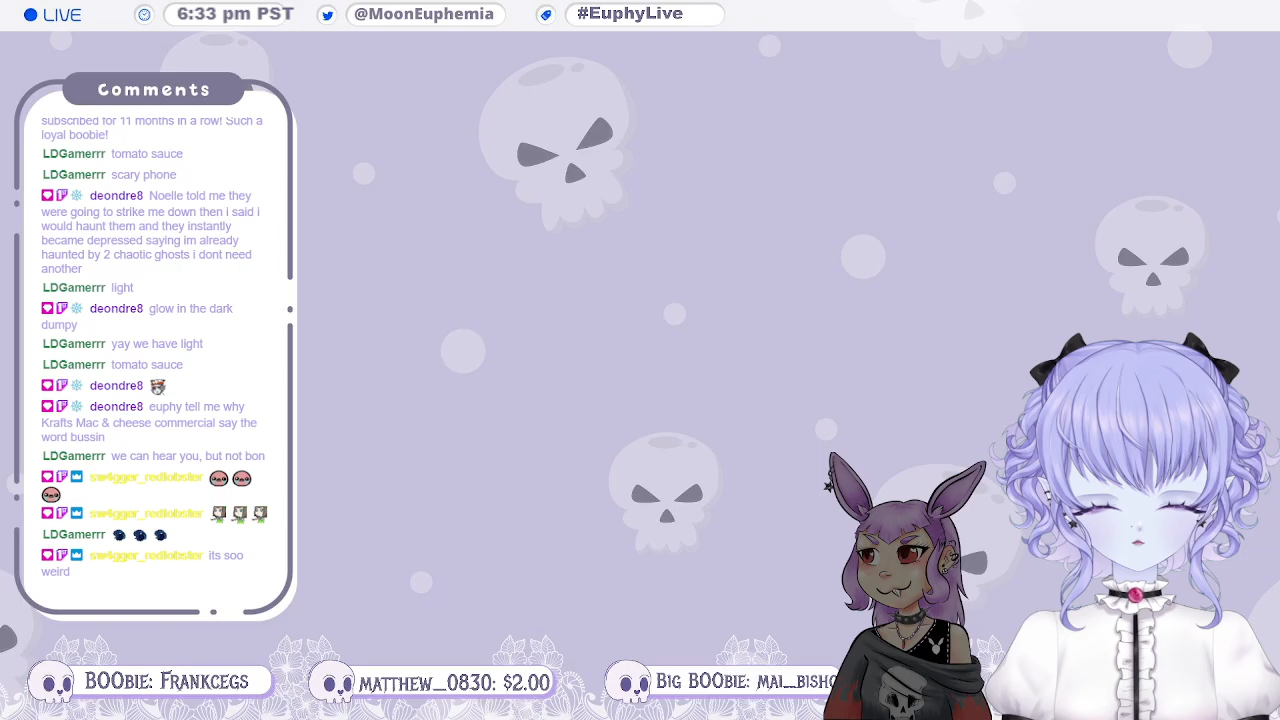 LIVE
6:33 pm PST
@MoonEuphemia
#EuphyLive
Comments
subscribed for 11 months in a row! Such a
loyal boobie!
LDGamerrr tomato sauce
LDGamerrr scary phone
deondre8 Noelle told me they
were going to strike me down then i said i
would haunt them and they instantly
became depressed saying im already
haunted by 2 chaotic ghosts i dont need
another
LDGamerrr light
deondre8 glow in the dark
dumpy
LDGamerrr yay we have light
LDGamerrr tomato sauce
deondre8
deondre8 euphy tell me why
Krafts Mac & cheese commercial say the
word bussin
LDGamerrr we can hear you, but not bon
sw4gger_redlobster
sw4gger_redlobster
LDGamerrr
sw4gger_redlobster its soo
weird
BOObie: Frankcegs
matthew_0830: $2.00
Big BOObie: mai_bisho